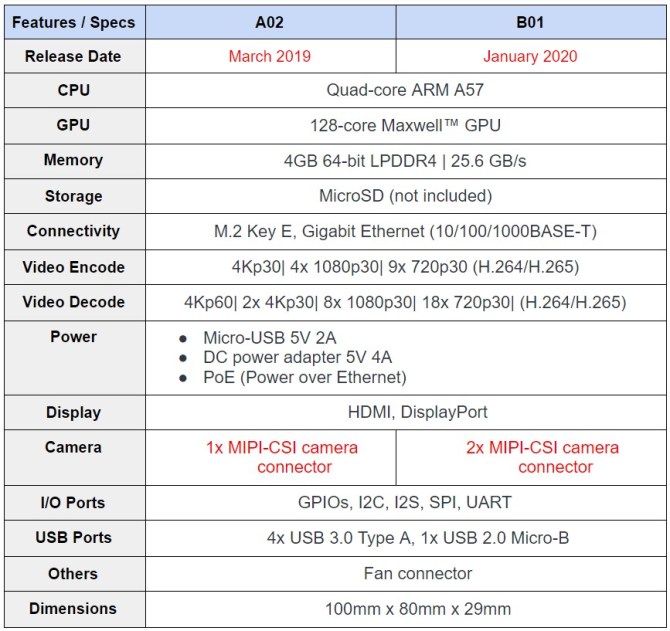 Features / Specs A02 B01
Release Date March 2019 January 2020
CPU Quad-core ARM A57
GPU 128-core Maxwell™ GPU
Memory 4GB 64-bit LPDDR4 | 25.6 GB/s
Storage MicroSD (not included)
Connectivity M.2 Key E, Gigabit Ethernet (10/100/1000BASE-T)
Video Encode 4Kp30| 4x 1080p30| 9x 720p30 (H.264/H.265)
Video Decode 4Kp60| 2x 4Kp30| 8x 1080p30| 18x 720p30| (H.264/H.265)
Power ● Micro-USB 5V 2A
● DC power adapter 5V 4A
● PoE (Power over Ethernet)
Display HDMI, DisplayPort
Camera 1x MIPI-CSI camera 2x MIPI-CSI camera
connector connector
I/O Ports GPIOs, I2C, I2S, SPI, UART
USB Ports 4x USB 3.0 Type A, 1x USB 2.0 Micro-B
Others Fan connector
Dimensions 100mm x 80mm x 29mm